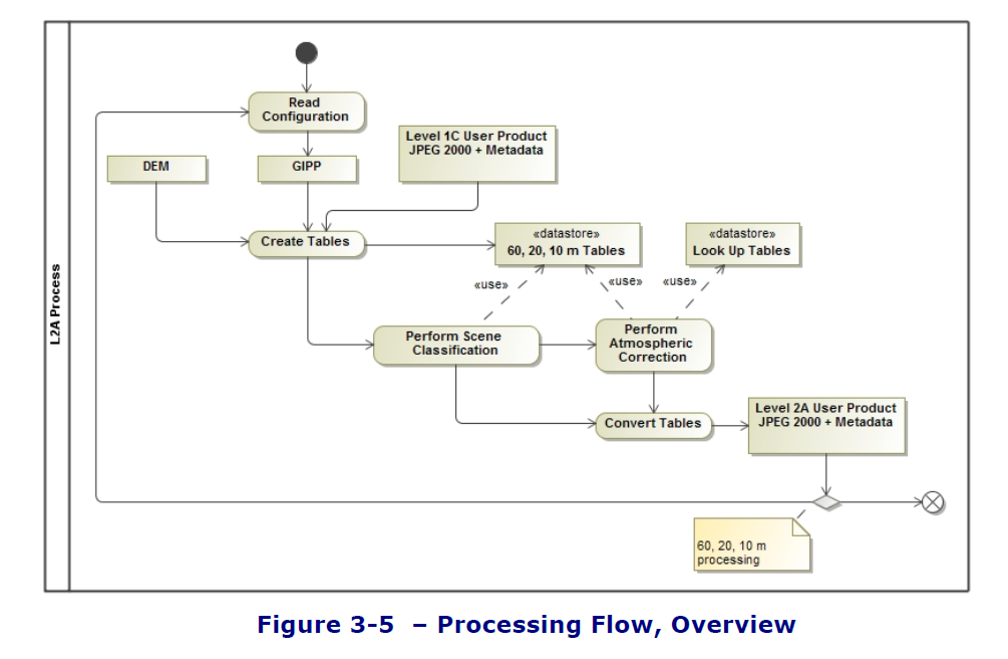 Read
Configuration
Level 1C User Product
JPEG 2000 + Metadata
DEM
GIPP
Create Tables
«datastore»
60, 20, 10 m Tables
«datastore»
Look Up Tables
«use»
«use»
«use»
L2A Process
Perform Scene
Classification
Perform
Atmospheric
Correction
Level 2A User Product
JPEG 2000 + Metadata
Convert Tables
60, 20, 10 m
processing
Figure 3-5 – Processing Flow, Overview